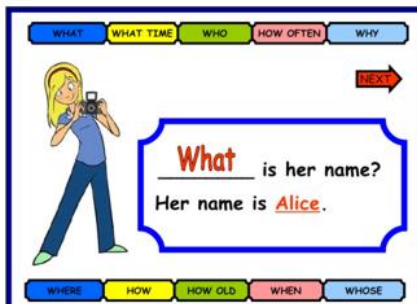 WHAT WHAT TIME WHO HOW OFTEN WHY
NEXT
What is her name?
Her name is Alice.
WHERE HOW HOW OLD WHEN WHOSE